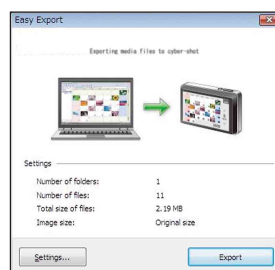 Easy Export
Exporting media files to cyber-shot
Settings
Number of folders: 1
Number of files: 11
Total size of files: 2.19 MB
Image size: Original size
Settings... Export